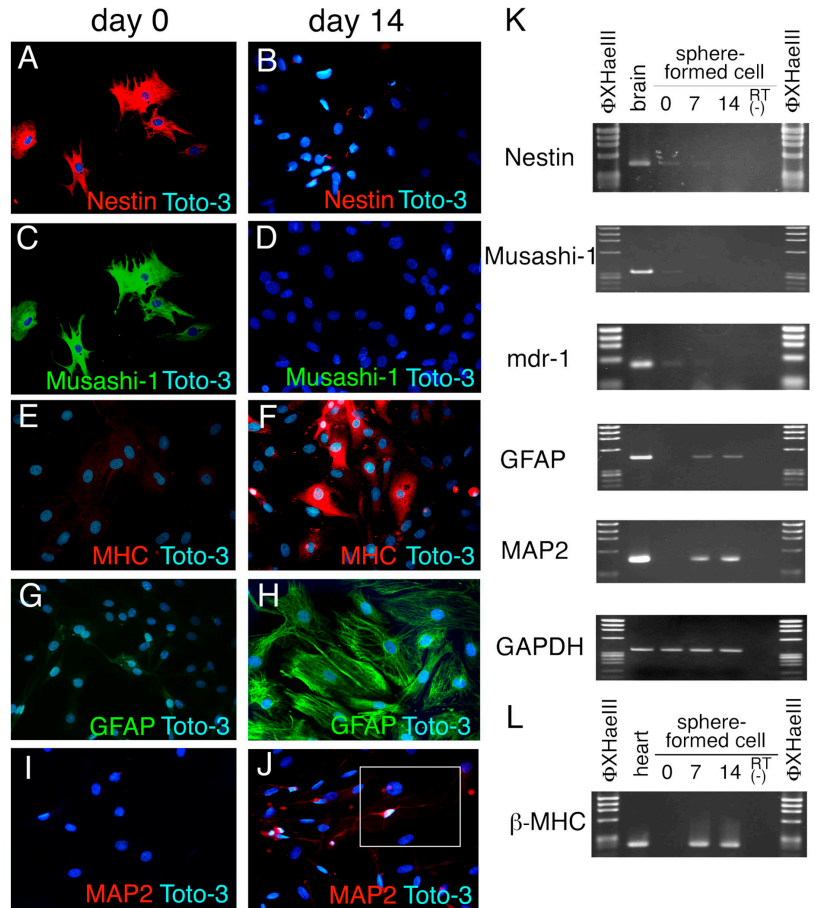 day 0
day 14
A
Nestin Toto-3
B
Nestin Toto-3
C
Musashi-1 Toto-3
D
Musashi-1 Toto-3
E
MHC Toto-3
F
MHC Toto-3
G
GFAP Toto-3
H
GFAP Toto-3
I
MAP2 Toto-3
J
MAP2 Toto-3
K
ΦXHaeIII
brain
sphere-
formed cell
0 7 14 RT
(-)
ΦXHaeIII
Nestin
Musashi-1
mdr-1
GFAP
MAP2
GAPDH
L
ΦXHaeIII
heart
sphere-
formed cell
0 7 14 RT
(-)
ΦXHaeIII
β-MHC